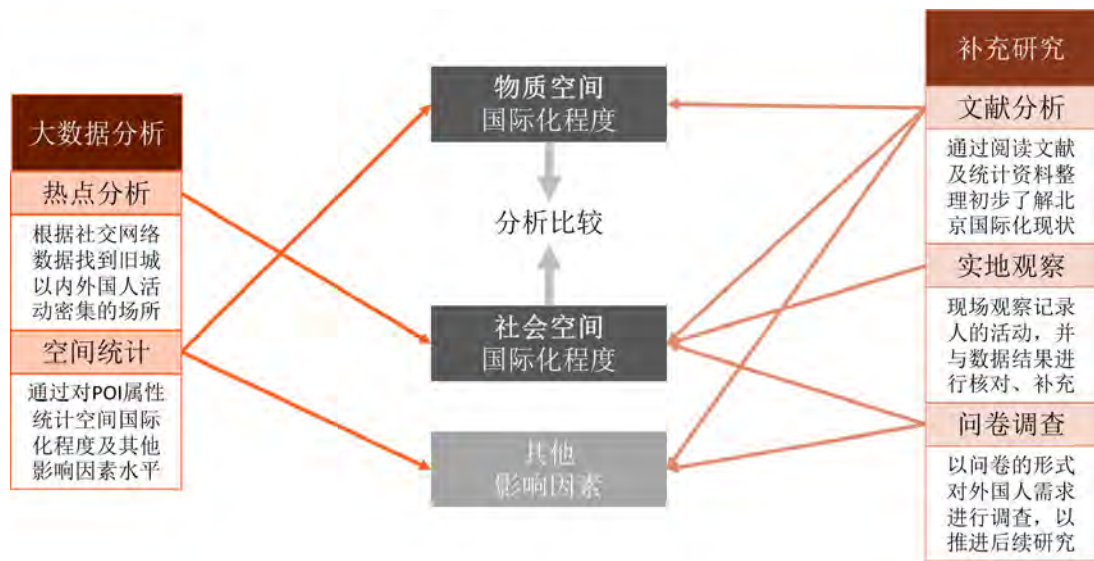 大数据分析
热点分析
根据社交网络
数据找到旧城
以内外国人活
动密集的场所
空间统计
通过对POI属性
统计空间国际
化程度及其他
影响因素水平
物质空间
国际化程度
分析比较
社会空间
国际化程度
其他
影响因素
补充研究
文献分析
通过阅读文献
及统计资料整
理初步了解北
京国际化现状
实地观察
现场观察记录
人的活动，并
与数据结果进
行核对、补充
问卷调查
以问卷的形式
对外国人需求
进行调查，以
推进后续研究